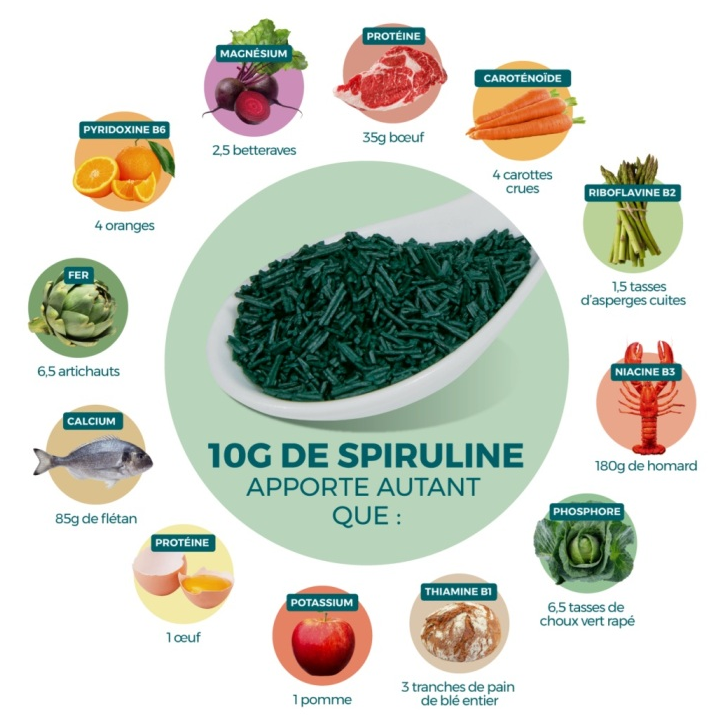 MAGNÉSIUM
2,5 betteraves
PROTÉINE
35g bœuf
CAROTÉNOÏDE
4 carottes
crues
RIBOFLAVINE B2
1,5 tasses
d'asperges cuites
NIACINE B3
180g de homard
PHOSPHORE
6,5 tasses de
choux vert rapé
THIAMINE B1
3 tranches de pain
de blé entier
POTASSIUM
1 pomme
PROTÉINE
1 œuf
CALCIUM
85g de flétan
FER
6,5 artichauts
PYRIDOXINE B6
4 oranges
10G DE SPIRULINE
APPORTE AUTANT
QUE :